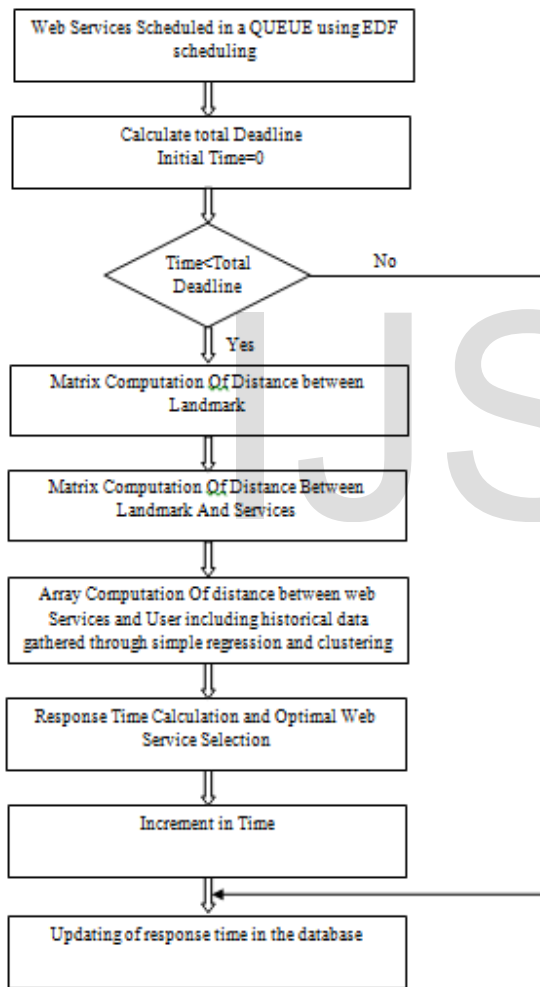 Web Services Scheduled in a QUEUE using EDF
scheduling
Calculate total Deadline
Initial Time=0
Time<Total
Deadline
No
Yes
Matrix Computation Of Distance between
Landmark
Matrix Computation Of Distance Between
Landmark And Services
Array Computation Of distance between web
Services and User including historical data
gathered through simple regression and clustering
Response Time Calculation and Optimal Web
Service Selection
Increment in Time
Updating of response time in the database
IJS